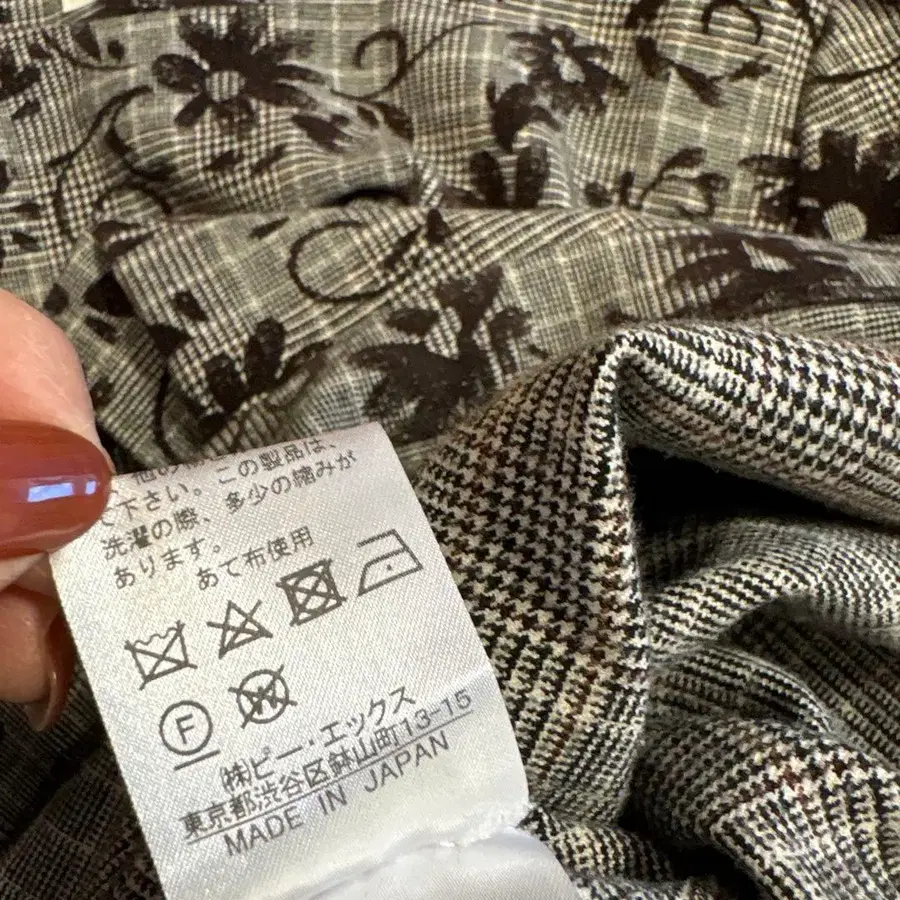 て下さい。この製品は、
洗濯の際、多少の縮みが
あります。
あて布使用
F
W
㈱ピー・エックス
東京都渋谷区鉢山町13-15
MADE IN JAPAN